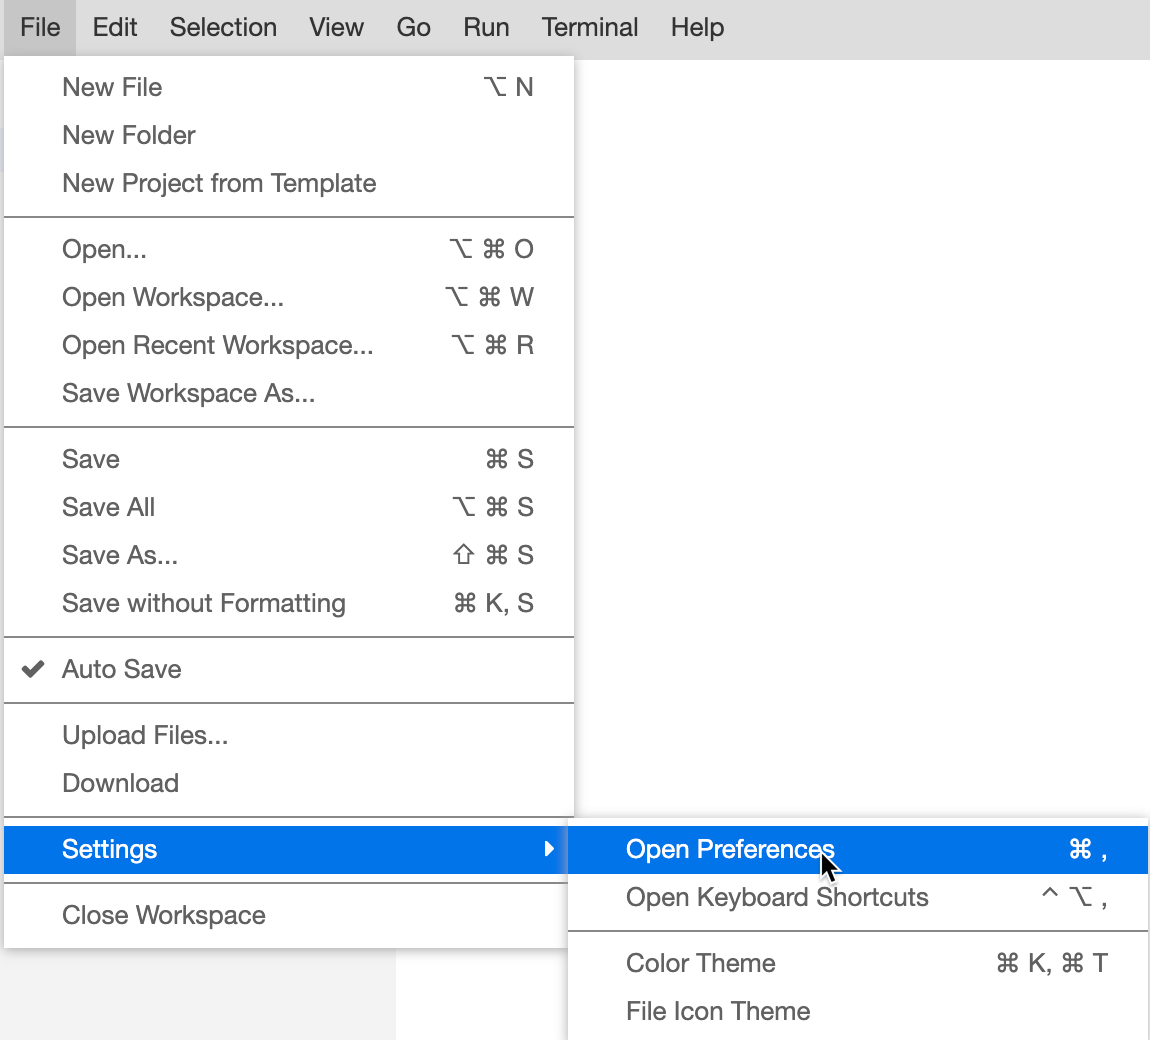 File Edit Selection View Go Run Terminal Help
New File ⌥ N
New Folder
New Project from Template
Open... ⌥ ⌘ O
Open Workspace... ⌥ ⌘ W
Open Recent Workspace... ⌥ ⌘ R
Save Workspace As...
Save ⌘ S
Save All ⌥ ⌘ S
Save As... ⇧ ⌘ S
Save without Formatting ⌘ K, S
✔ Auto Save
Upload Files...
Download
Settings
Close Workspace
Open Preferences ⌘ ,
Open Keyboard Shortcuts ^ ⌥ ,
Color Theme ⌘ K, ⌘ T
File Icon Theme